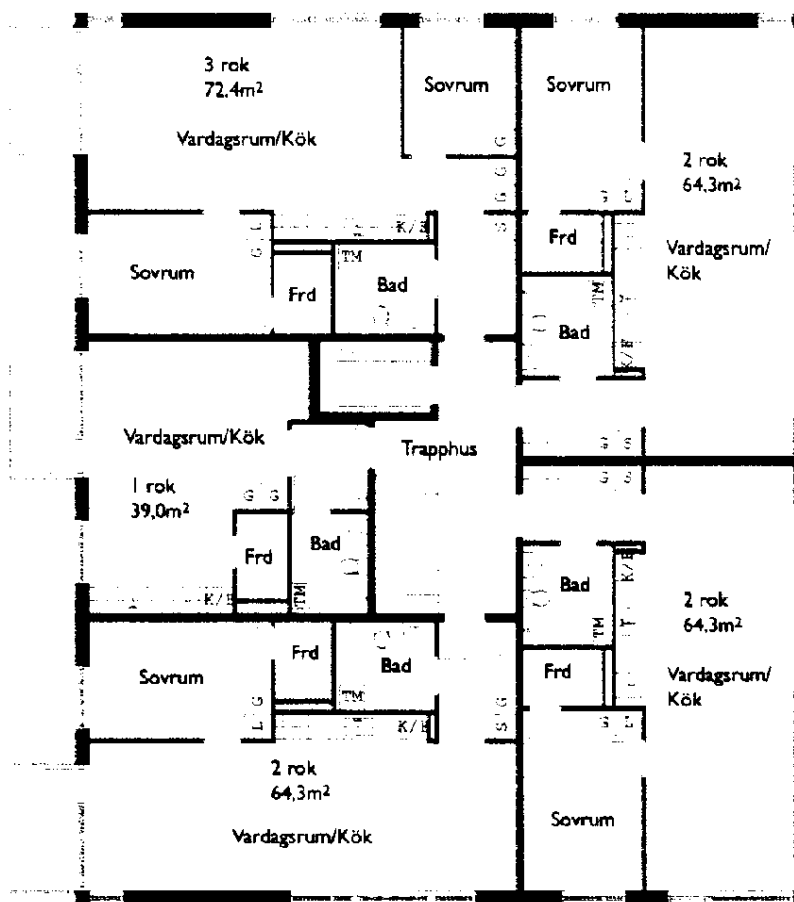 3 rok
72.4m²
Vardagsrum/Kök
Sovrum
Sovrum
2 rok
64,3m²
Vardagsrum/
Kök
G
G
G
S
G
Sovrum
L
G
K/
TM
Frd
Bad
Frd
TM
Bad
Vardagsrum/Kök
1 rok
39,0m²
G G
Frd
Bad
TM
K/
Trapphus
G S
G S
Bad
TM
Frd
G
2 rok
64,3m²
Vardagsrum/
Kök
Sovrum
Sovrum
L G
Frd
Bad
TM
K/
S G
2 rok
64,3m²
Vardagsrum/Kök